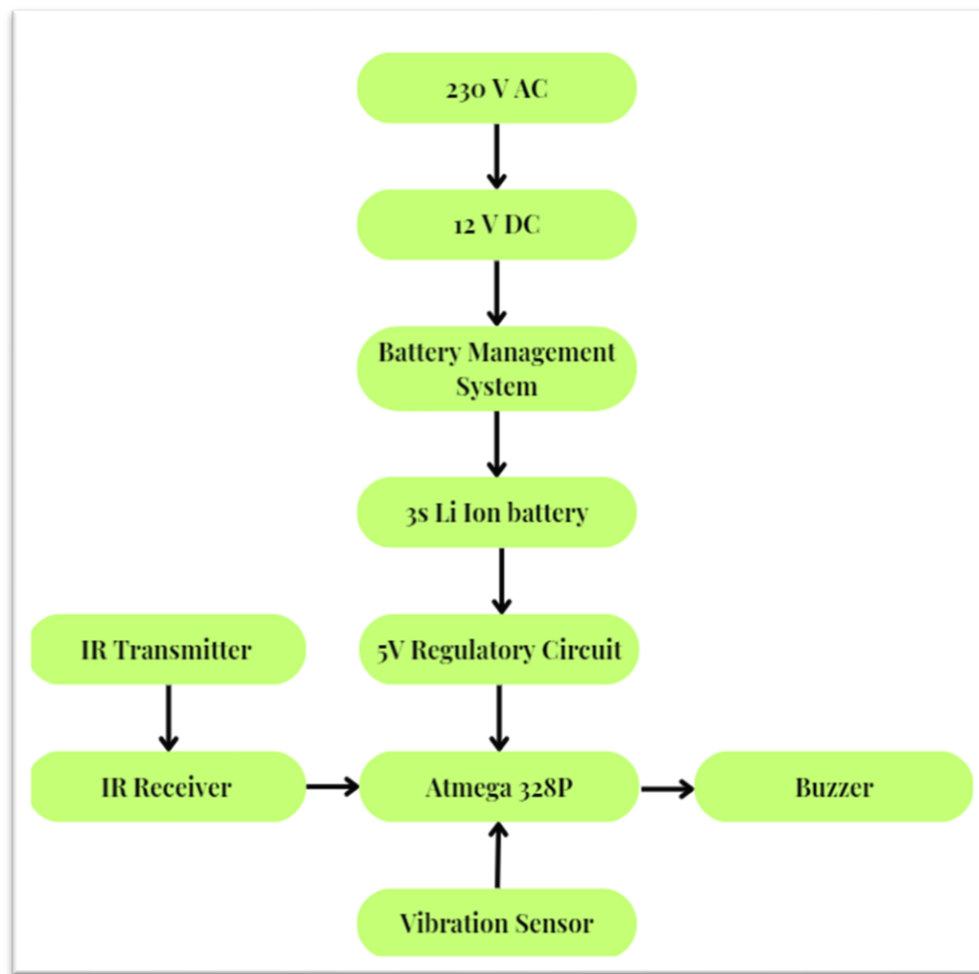 230 V AC
12 V DC
Battery Management
System
3s Li Ion battery
IR Transmitter
5V Regulatory Circuit
IR Receiver
Atmega 328P
Buzzer
Vibration Sensor